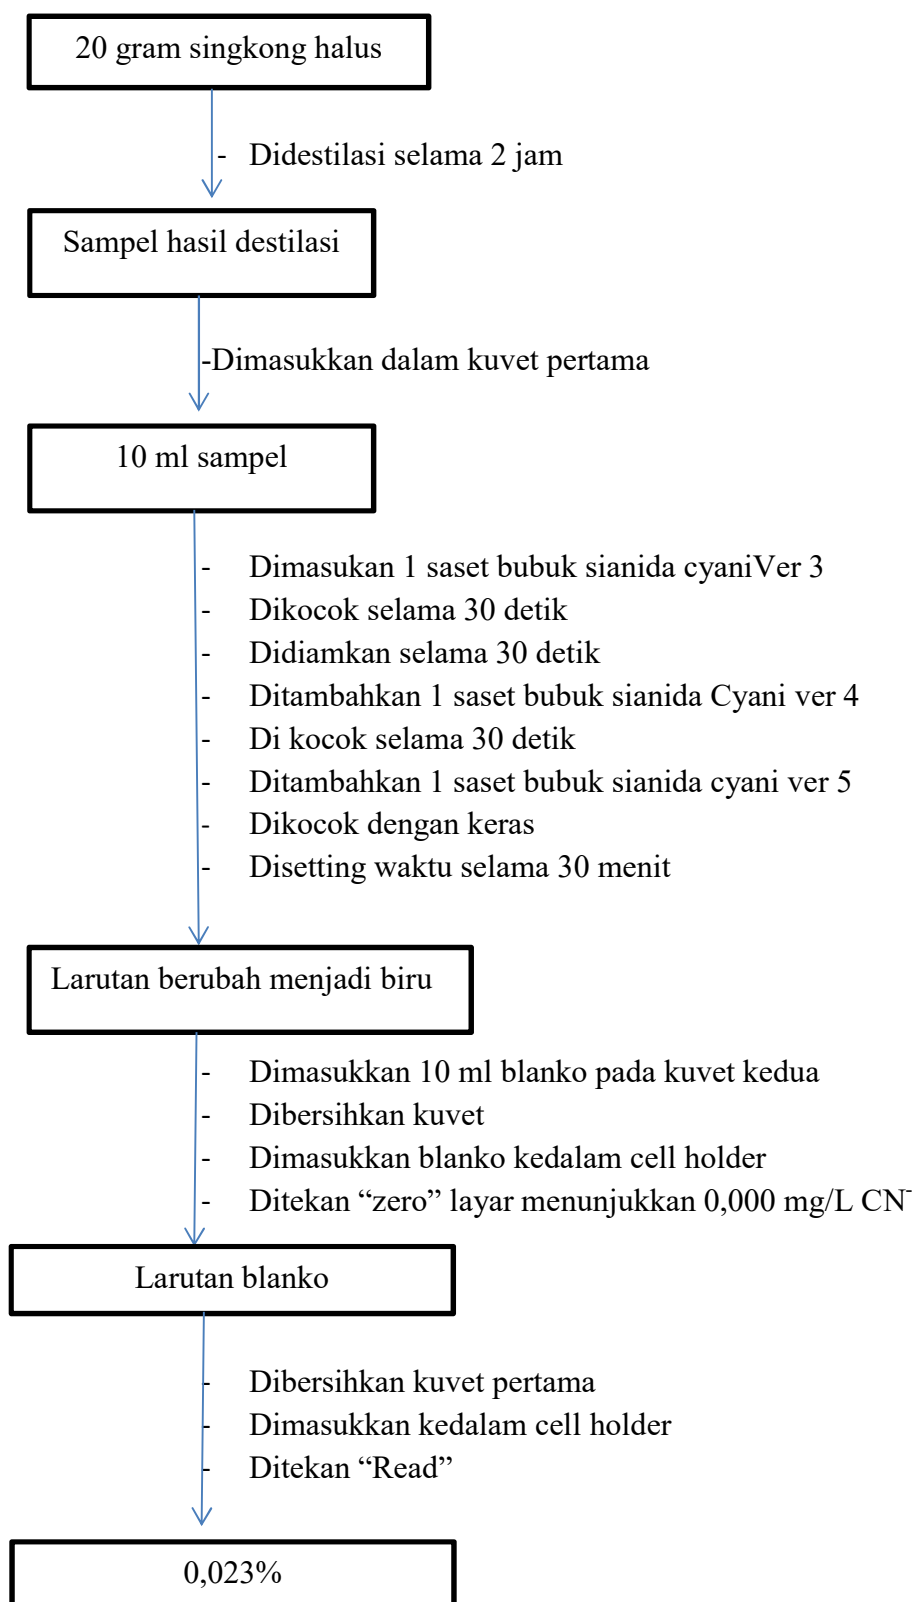 20 gram singkong halus
- Didestilasi selama 2 jam
Sampel hasil destilasi
-Dimasukkan dalam kuvet pertama
10 ml sampel
- Dimasukan 1 saset bubuk sianida cyaniVer 3
- Dikocok selama 30 detik
- Didiamkan selama 30 detik
- Ditambahkan 1 saset bubuk sianida Cyani ver 4
- Di kocok selama 30 detik
- Ditambahkan 1 saset bubuk sianida cyani ver 5
- Dikocok dengan keras
- Disetting waktu selama 30 menit
Larutan berubah menjadi biru
- Dimasukkan 10 ml blanko pada kuvet kedua
- Dibersihkan kuvet
- Dimasukkan blanko kedalam cell holder
- Ditekan “zero” layar menunjukkan 0,000 mg/L CN⁻
Larutan blanko
- Dibersihkan kuvet pertama
- Dimasukkan kedalam cell holder
- Ditekan “Read”
0,023%